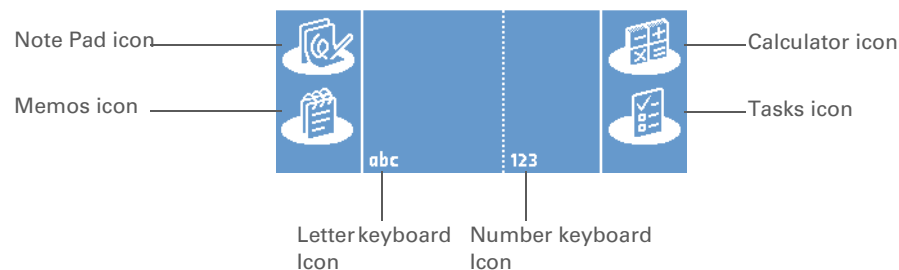 Note Pad icon
Calculator icon
Memos icon
Tasks icon
abc
123
Letter keyboard
Icon
Number keyboard
Icon